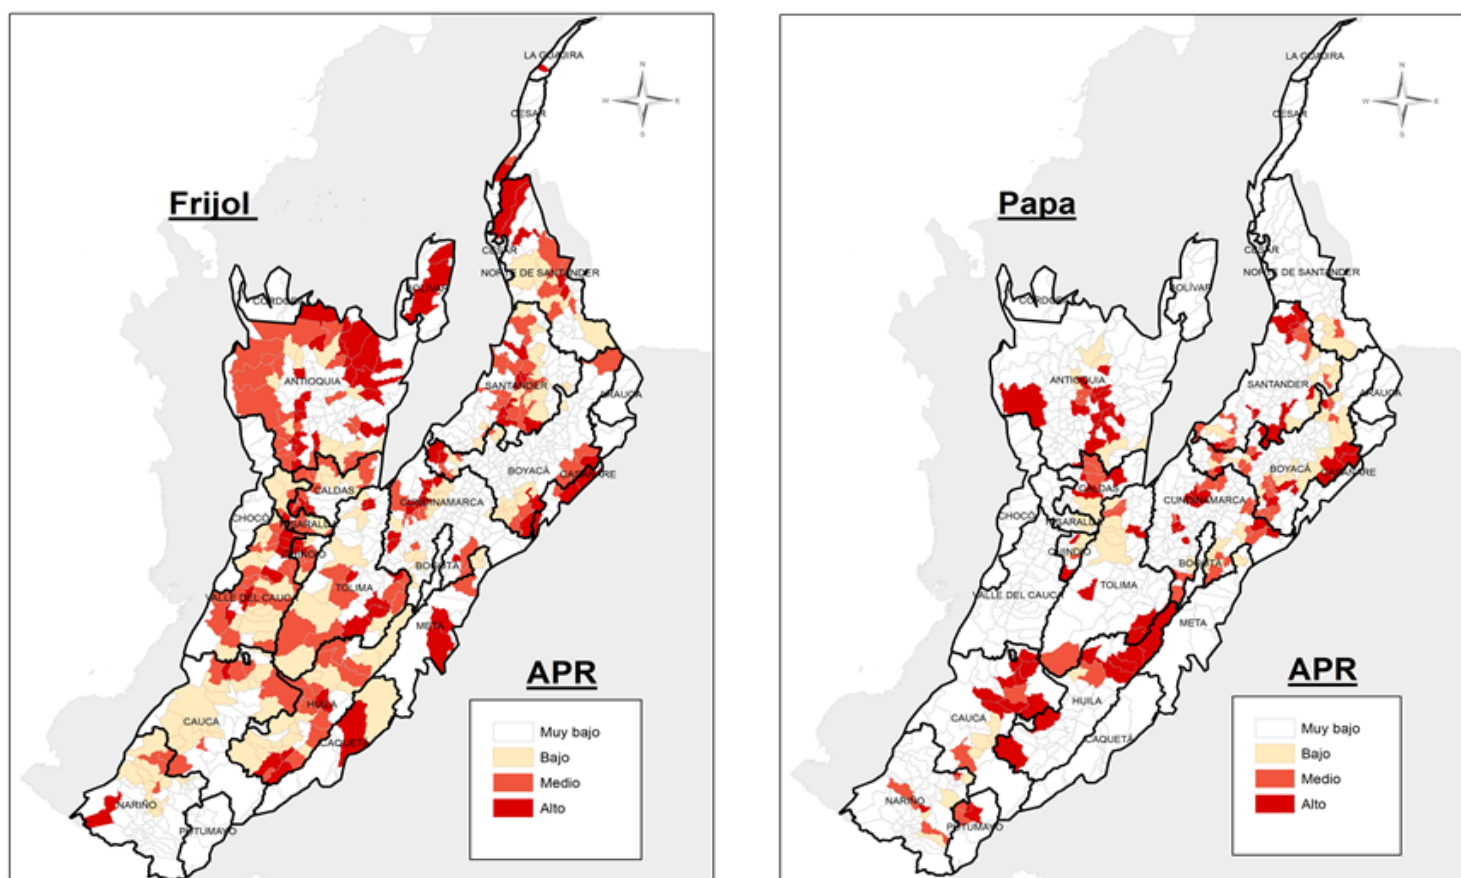 LA GUAJIRA
N
W
E
S
CESAR
Frijol
CESAR
NORTE DE SANTANDER
BOLÍVAR
CÓRDOBA
ANTIOQUIA
SANTANDER
ARAUCA
BOYACÁ
CASANARE
CALDAS
CUNDINAMARCA
CHOCÓ
RISARALDA
QUINDÍO
BOGOTÁ
TOLIMA
VALLE DEL CAUCA
META
APR
HUILA
CAUCA
CAQUETÁ
NARIÑO
PUTUMAYO
Muy bajo
Bajo
Medio
Alto
LA GUAJIRA
N
W
E
S
CESAR
Papa
CESAR
NORTE DE SANTANDER
BOLÍVAR
CÓRDOBA
ANTIOQUIA
SANTANDER
ARAUCA
BOYACÁ
CASANARE
CALDAS
CUNDINAMARCA
CHOCÓ
RISARALDA
QUINDÍO
BOGOTÁ
TOLIMA
VALLE DEL CAUCA
META
APR
HUILA
CAUCA
CAQUETÁ
NARIÑO
PUTUMAYO
Muy bajo
Bajo
Medio
Alto